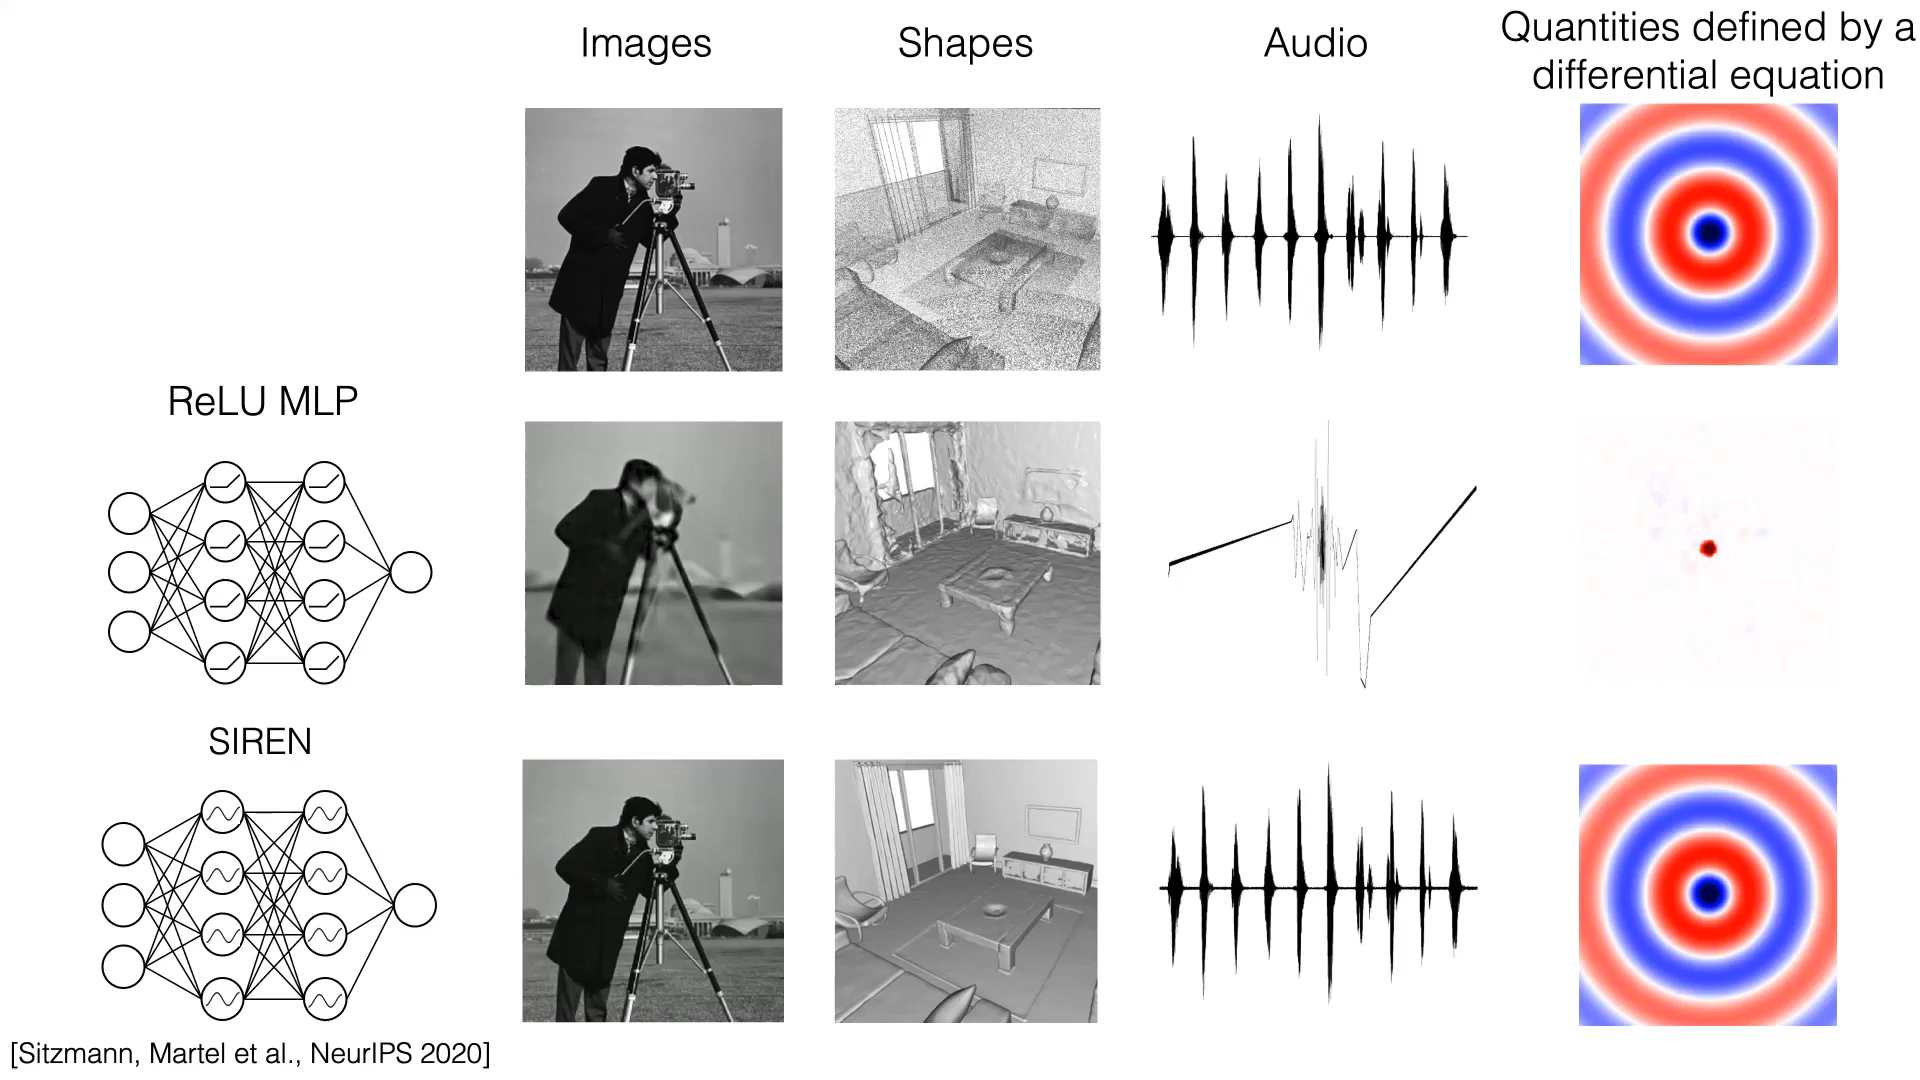 Images
Shapes
Audio
Quantities defined by a
differential equation
ReLU MLP
SIREN
[Sitzmann, Martel et al., NeurIPS 2020]